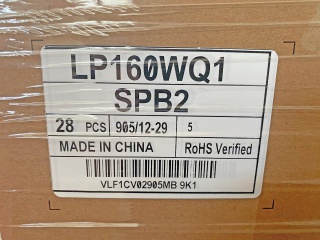 LP160WQ1
SPB2
28 PCS 905/12-29 5
MADE IN CHINA RoHS Verified
VLF1CV02905MB 9K1